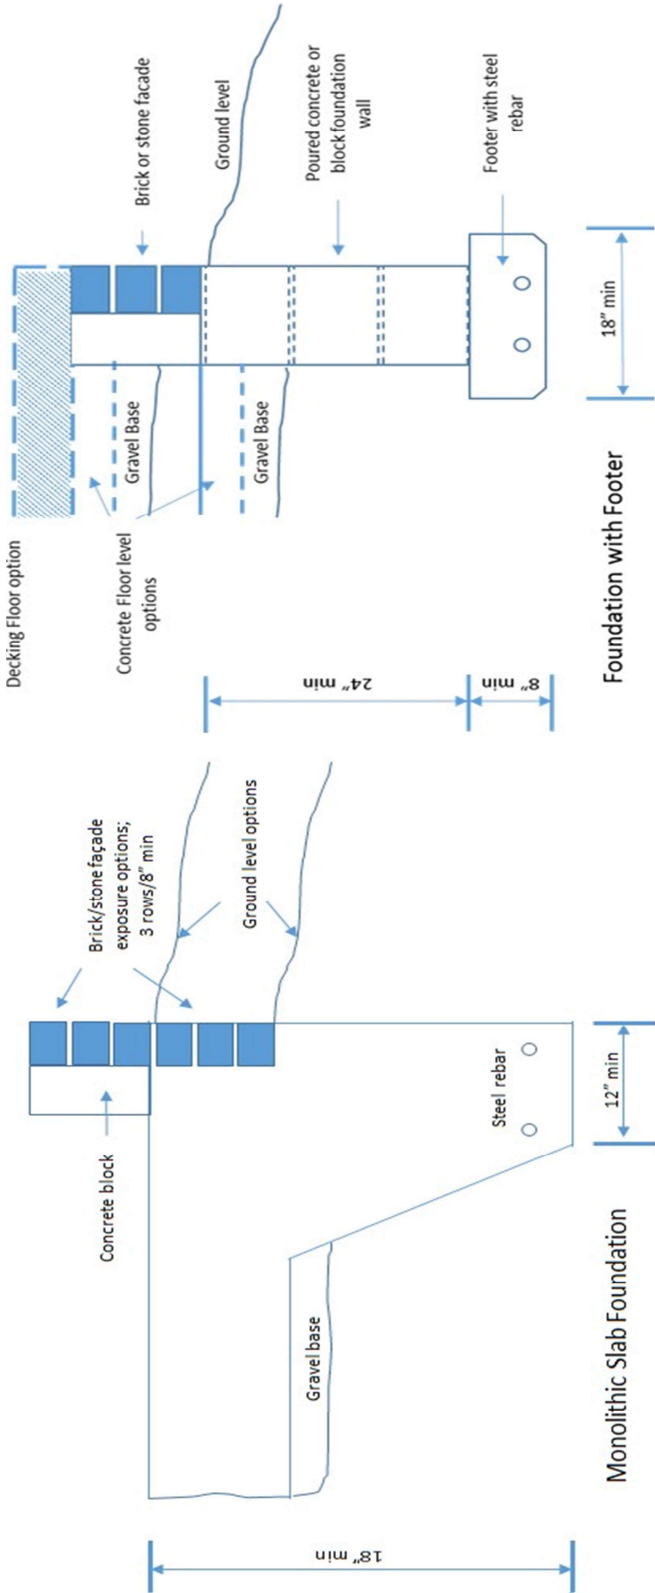 Brick/stone façade
exposure options;
3 rows/8” min
Concrete block
Ground level options
18” min
Gravel base
Steel rebar
12” min
Monolithic Slab Foundation
Decking Floor option
Brick or stone facade
Concrete Floor level
options
Gravel Base
Ground level
Gravel Base
24” min
Poured concrete or
block foundation
wall
8” min
Footer with steel
rebar
18” min
Foundation with Footer